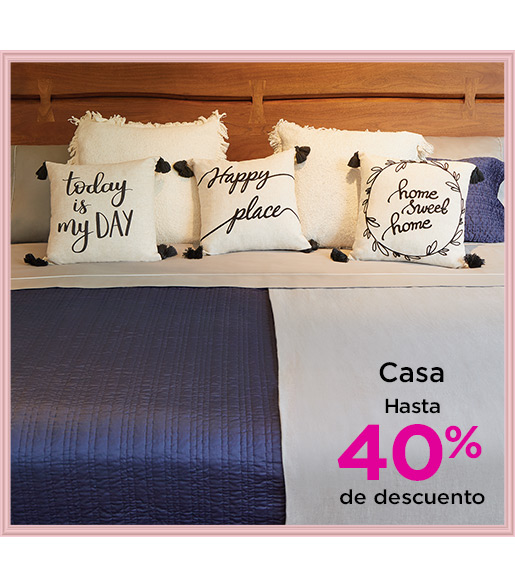 today
is
my DAY
Happy
place
home
sweet
home
Casa
Hasta
40%
de descuento